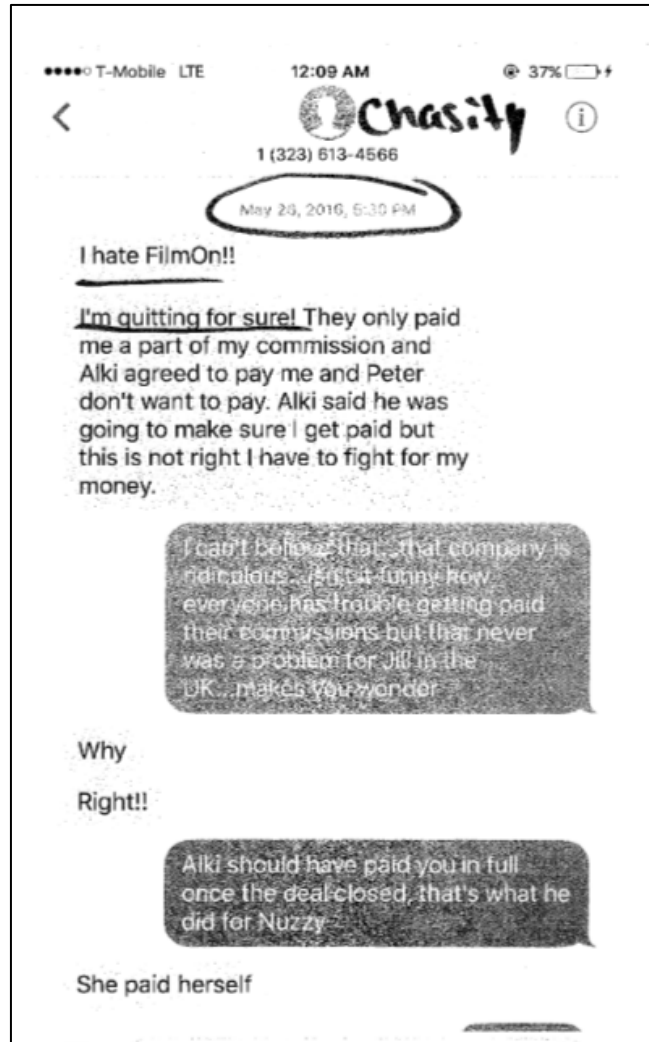 T-Mobile LTE 12:09 AM 37%
Chasity
1 (323) 613-4566
May 26, 2016, 5:30 PM
I hate FilmOn!!
I'm quitting for sure! They only paid
me a part of my commission and
Alki agreed to pay me and Peter
don't want to pay. Alki said he was
going to make sure I get paid but
this is not right I have to fight for my
money.
I can't believe that...that company is
ridiculous...isn't it funny how
everyone has trouble getting paid
their commissions but that never
was a problem for Jill in the
UK...makes you wonder
Why
Right!!
Alki should have paid you in full
once the deal closed, that's what he
did for Nuzzy
She paid herself